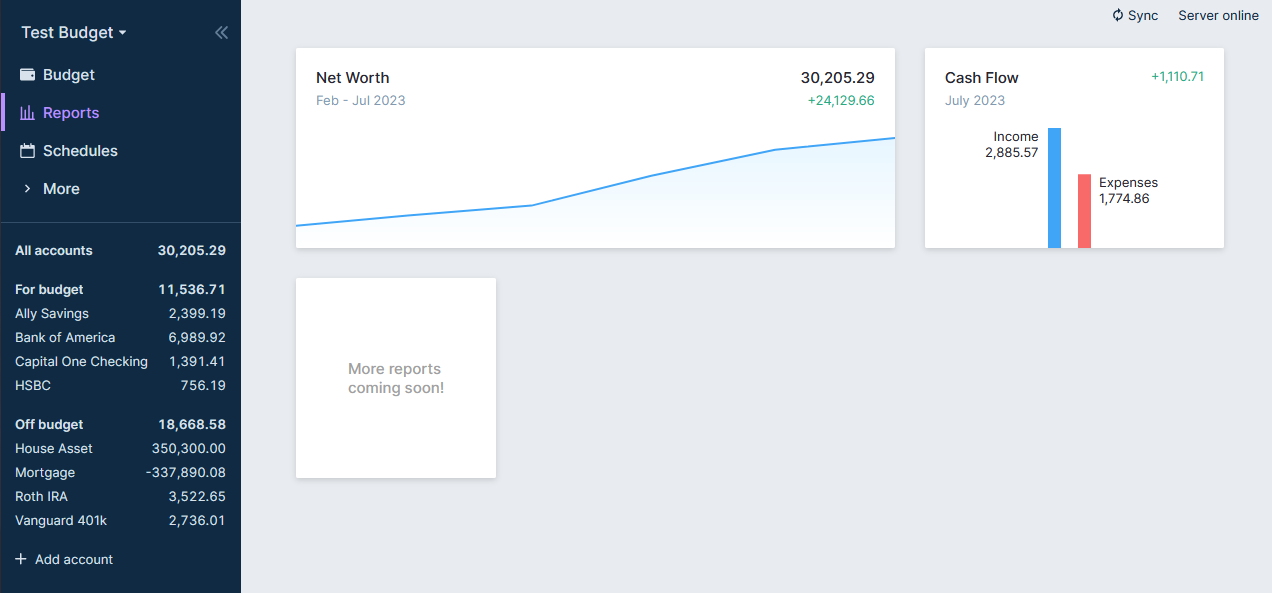 Test Budget
Budget
Reports
Schedules
More
All accounts 30,205.29
For budget 11,536.71
Ally Savings 2,399.19
Bank of America 6,989.92
Capital One Checking 1,391.41
HSBC 756.19
Off budget 18,668.58
House Asset 350,300.00
Mortgage -337,890.08
Roth IRA 3,522.65
Vanguard 401k 2,736.01
Add account
Sync Server online
Net Worth 30,205.29
Feb - Jul 2023 +24,129.66
Cash Flow +1,110.71
July 2023
Income
2,885.57
Expenses
1,774.86
More reports
coming soon!